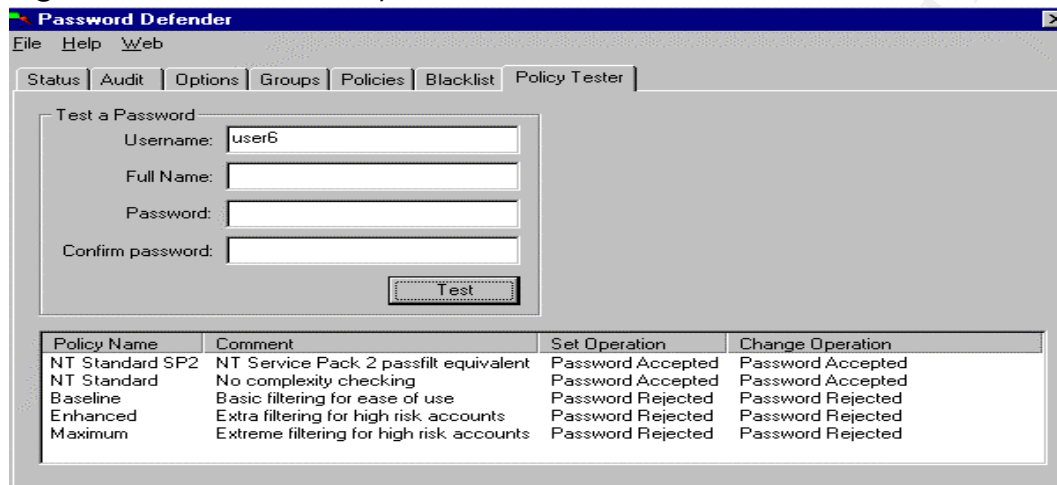 Password Defender
File Help Web
Status Audit Options Groups Policies Blacklist Policy Tester
Test a Password
Username: user6
Full Name:
Password:
Confirm password:
Test
Policy Name Comment Set Operation Change Operation
NT Standard SP2 NT Service Pack 2 passfilt equivalent Password Accepted Password Accepted
NT Standard No complexity checking Password Accepted Password Accepted
Baseline Basic filtering for ease of use Password Rejected Password Rejected
Enhanced Extra filtering for high risk accounts Password Rejected Password Rejected
Maximum Extreme filtering for high risk accounts Password Rejected Password Rejected